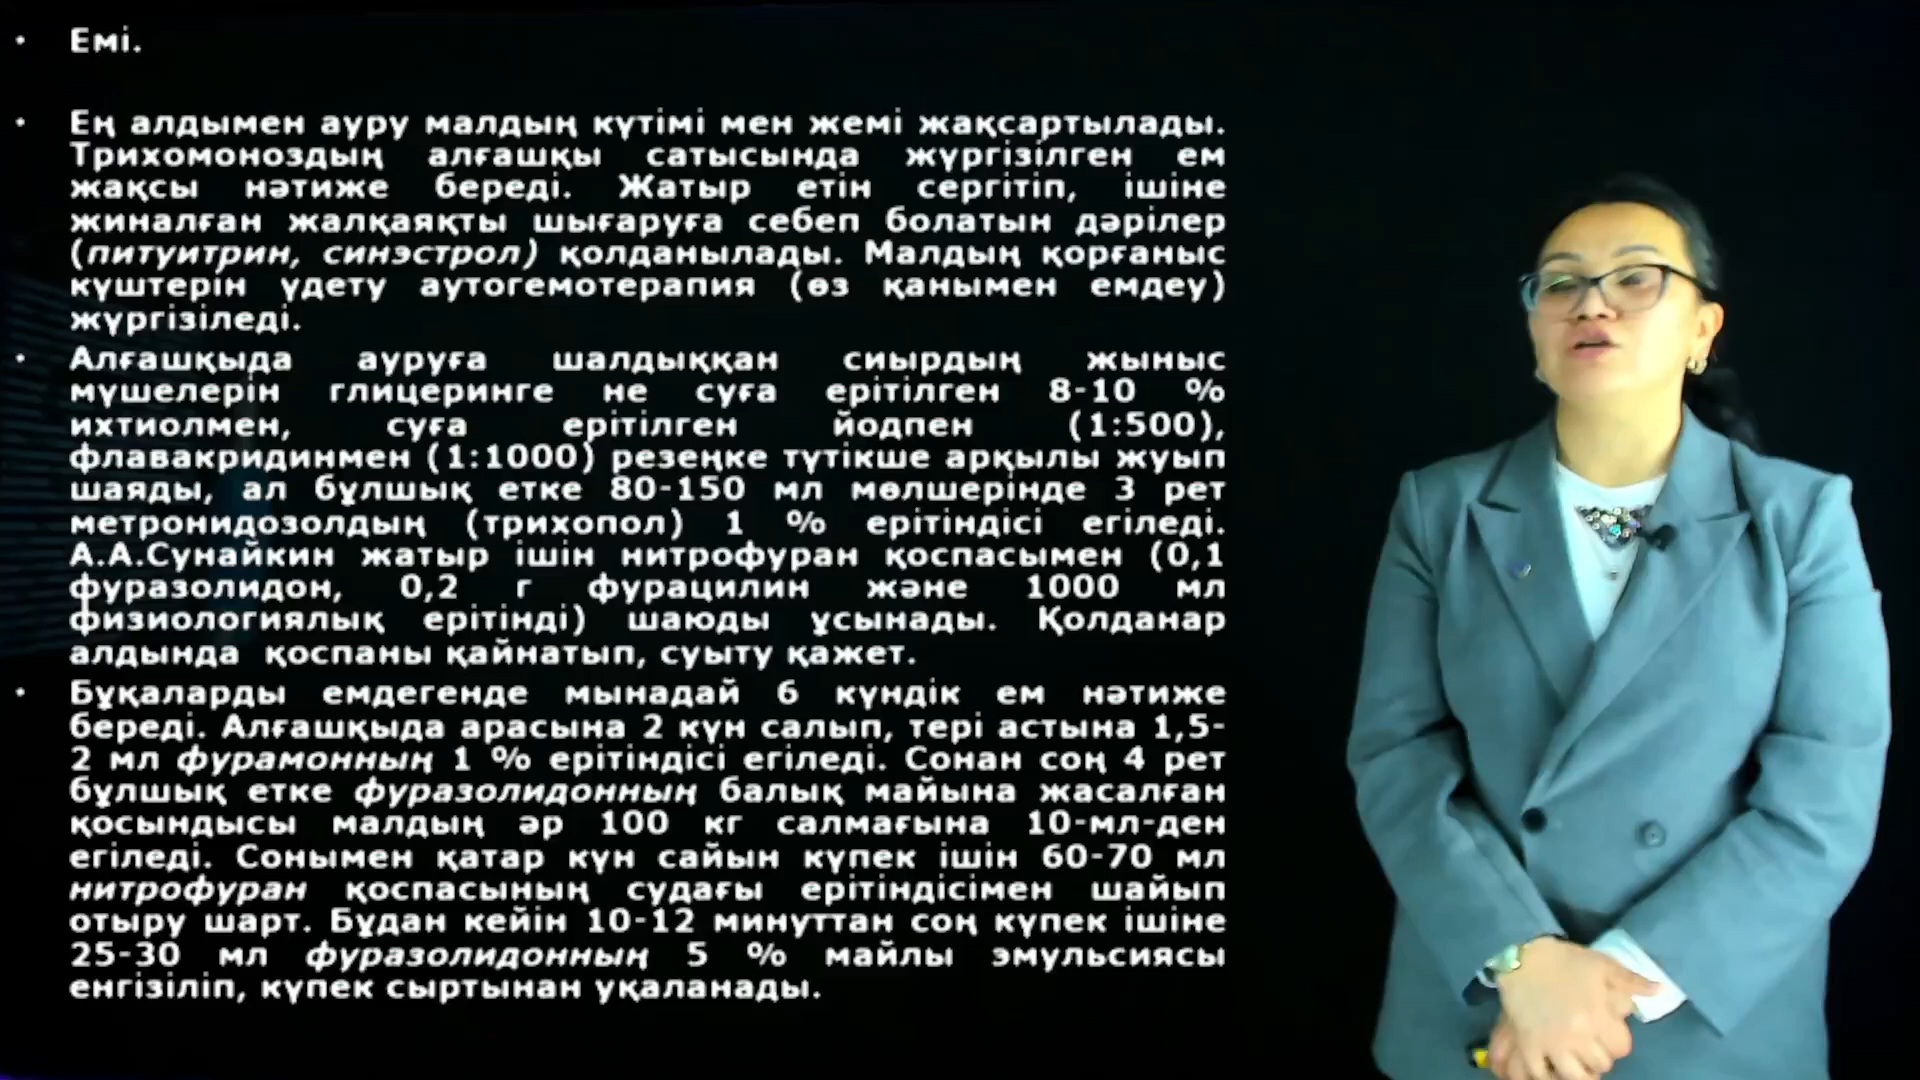 • Емі.
• Ең алдымен ауру малдың күтімі мен жемі жақсартылады.
Трихомоноздың алғашқы сатысында жүргізілген ем
жақсы нәтиже береді. Жатыр етін сергітіп, ішіне
жиналған жалқаяқты шығаруға себеп болатын дәрілер
(питуитрин, синэстрол) қолданылады. Малдың қорғаныс
күштерін үдету аутогемотерапия (өз қанымен емдеу)
жүргізіледі.
• Алғашқыда ауруға шалдыққан сиырдың жыныс
мүшелерін глицеринге не суға ерітілген 8-10 %
ихтиолмен, суға ерітілген йодпен (1:500),
флавакридинмен (1:1000) резеңке түтікше арқылы жуып
шаяды, ал бұлшық етке 80-150 мл мөлшерінде 3 рет
метронидозолдың (трихопол) 1 % ерітіндісі егіледі.
А.А.Сунайкин жатыр ішін нитрофуран қоспасымен (0,1
фуразолидон, 0,2 г фурацилин және 1000 мл
физиологиялық ерітінді) шаюды ұсынады. Қолданар
алдында қоспаны қайнатып, суыту қажет.
• Бұқаларды емдегенде мынадай 6 күндік ем нәтиже
береді. Алғашқыда арасына 2 күн салып, тері астына 1,5-
2 мл фурамонның 1 % ерітіндісі егіледі. Сонан соң 4 рет
бұлшық етке фуразолидонның балық майына жасалған
қосындысы малдың әр 100 кг салмағына 10-мл-ден
егіледі. Сонымен қатар күн сайын күпек ішін 60-70 мл
нитрофуран қоспасының судағы ерітіндісімен шайып
отыру шарт. Бұдан кейін 10-12 минуттан соң күпек ішіне
25-30 мл фуразолидонның 5 % майлы эмульсиясы
енгізіліп, күпек сыртынан уқаланады.